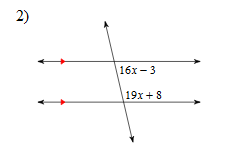 2)
16x – 3
19x + 8